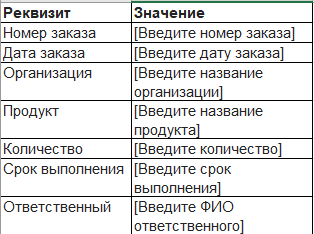 Реквизит Значение
Номер заказа [Введите номер заказа]
Дата заказа [Введите дату заказа]
Организация [Введите название
организации]
Продукт [Введите название
продукта]
Количество [Введите количество]
Срок выполнения [Введите срок
выполнения]
Ответственный [Введите ФИО
ответственного]